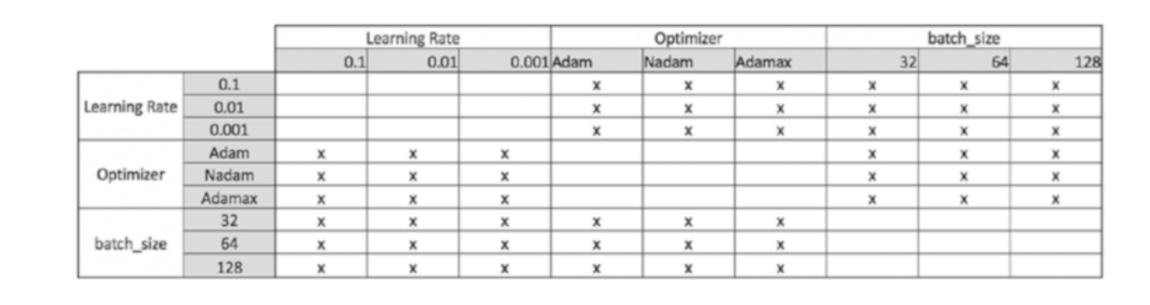 Learning Rate Optimizer batch_size
0.1 0.01 0.001 Adam Nadam Adamax 32 64 128
0.1 x x x x x x
Learning Rate 0.01 x x x x x x
0.001 x x x x x x
Adam x x x x x x
Optimizer Nadam x x x x x x
Adamax x x x x x x
32 x x x x x x
batch_size 64 x x x x x x
128 x x x x x x